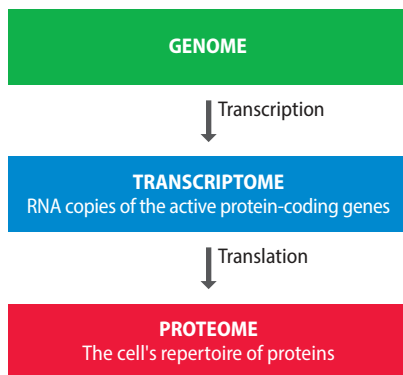 GENOME
Transcription
TRANSCRIPTOME
RNA copies of the active protein-coding genes
Translation
PROTEOME
The cell's repertoire of proteins